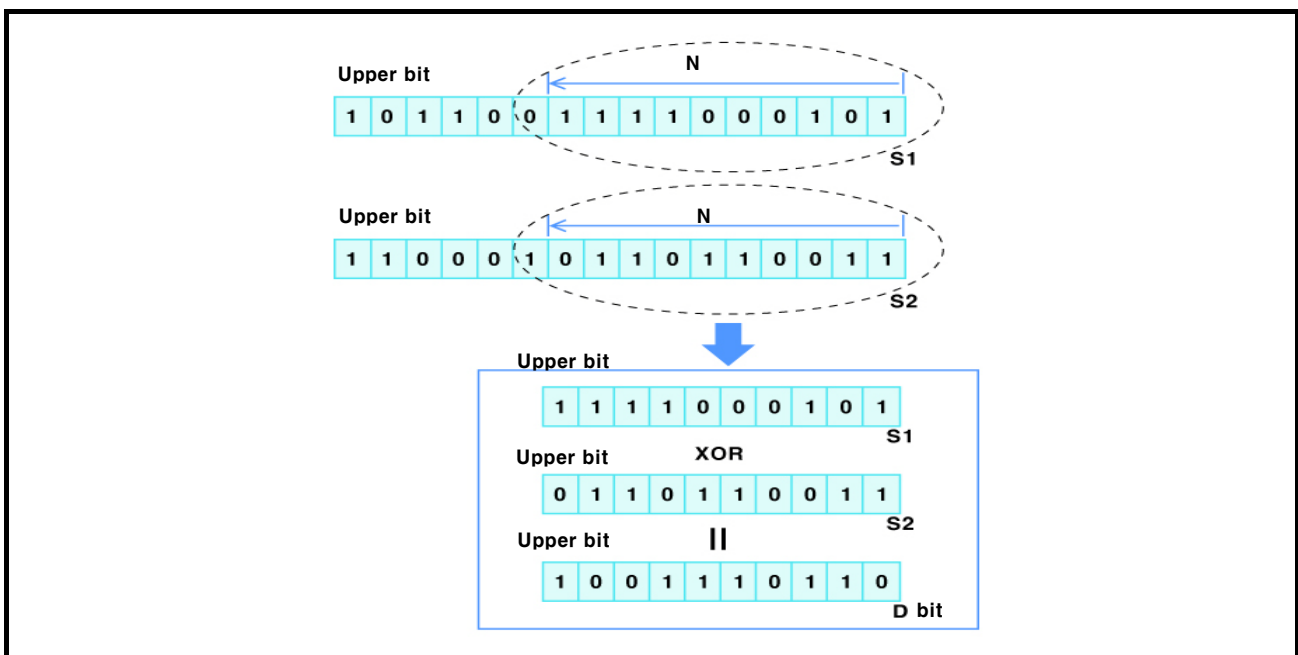 N
Upper bit
1 0 1 1 0 0 1 1 1 1 0 0 0 1 0 1
S1
N
Upper bit
1 1 0 0 0 1 0 1 1 0 1 1 0 0 1 1
S2
Upper bit
1 1 1 1 0 0 0 1 0 1
S1
XOR
Upper bit
0 1 1 0 1 1 0 0 1 1
S2
Upper bit
1 0 0 1 1 1 0 1 1 0
D bit